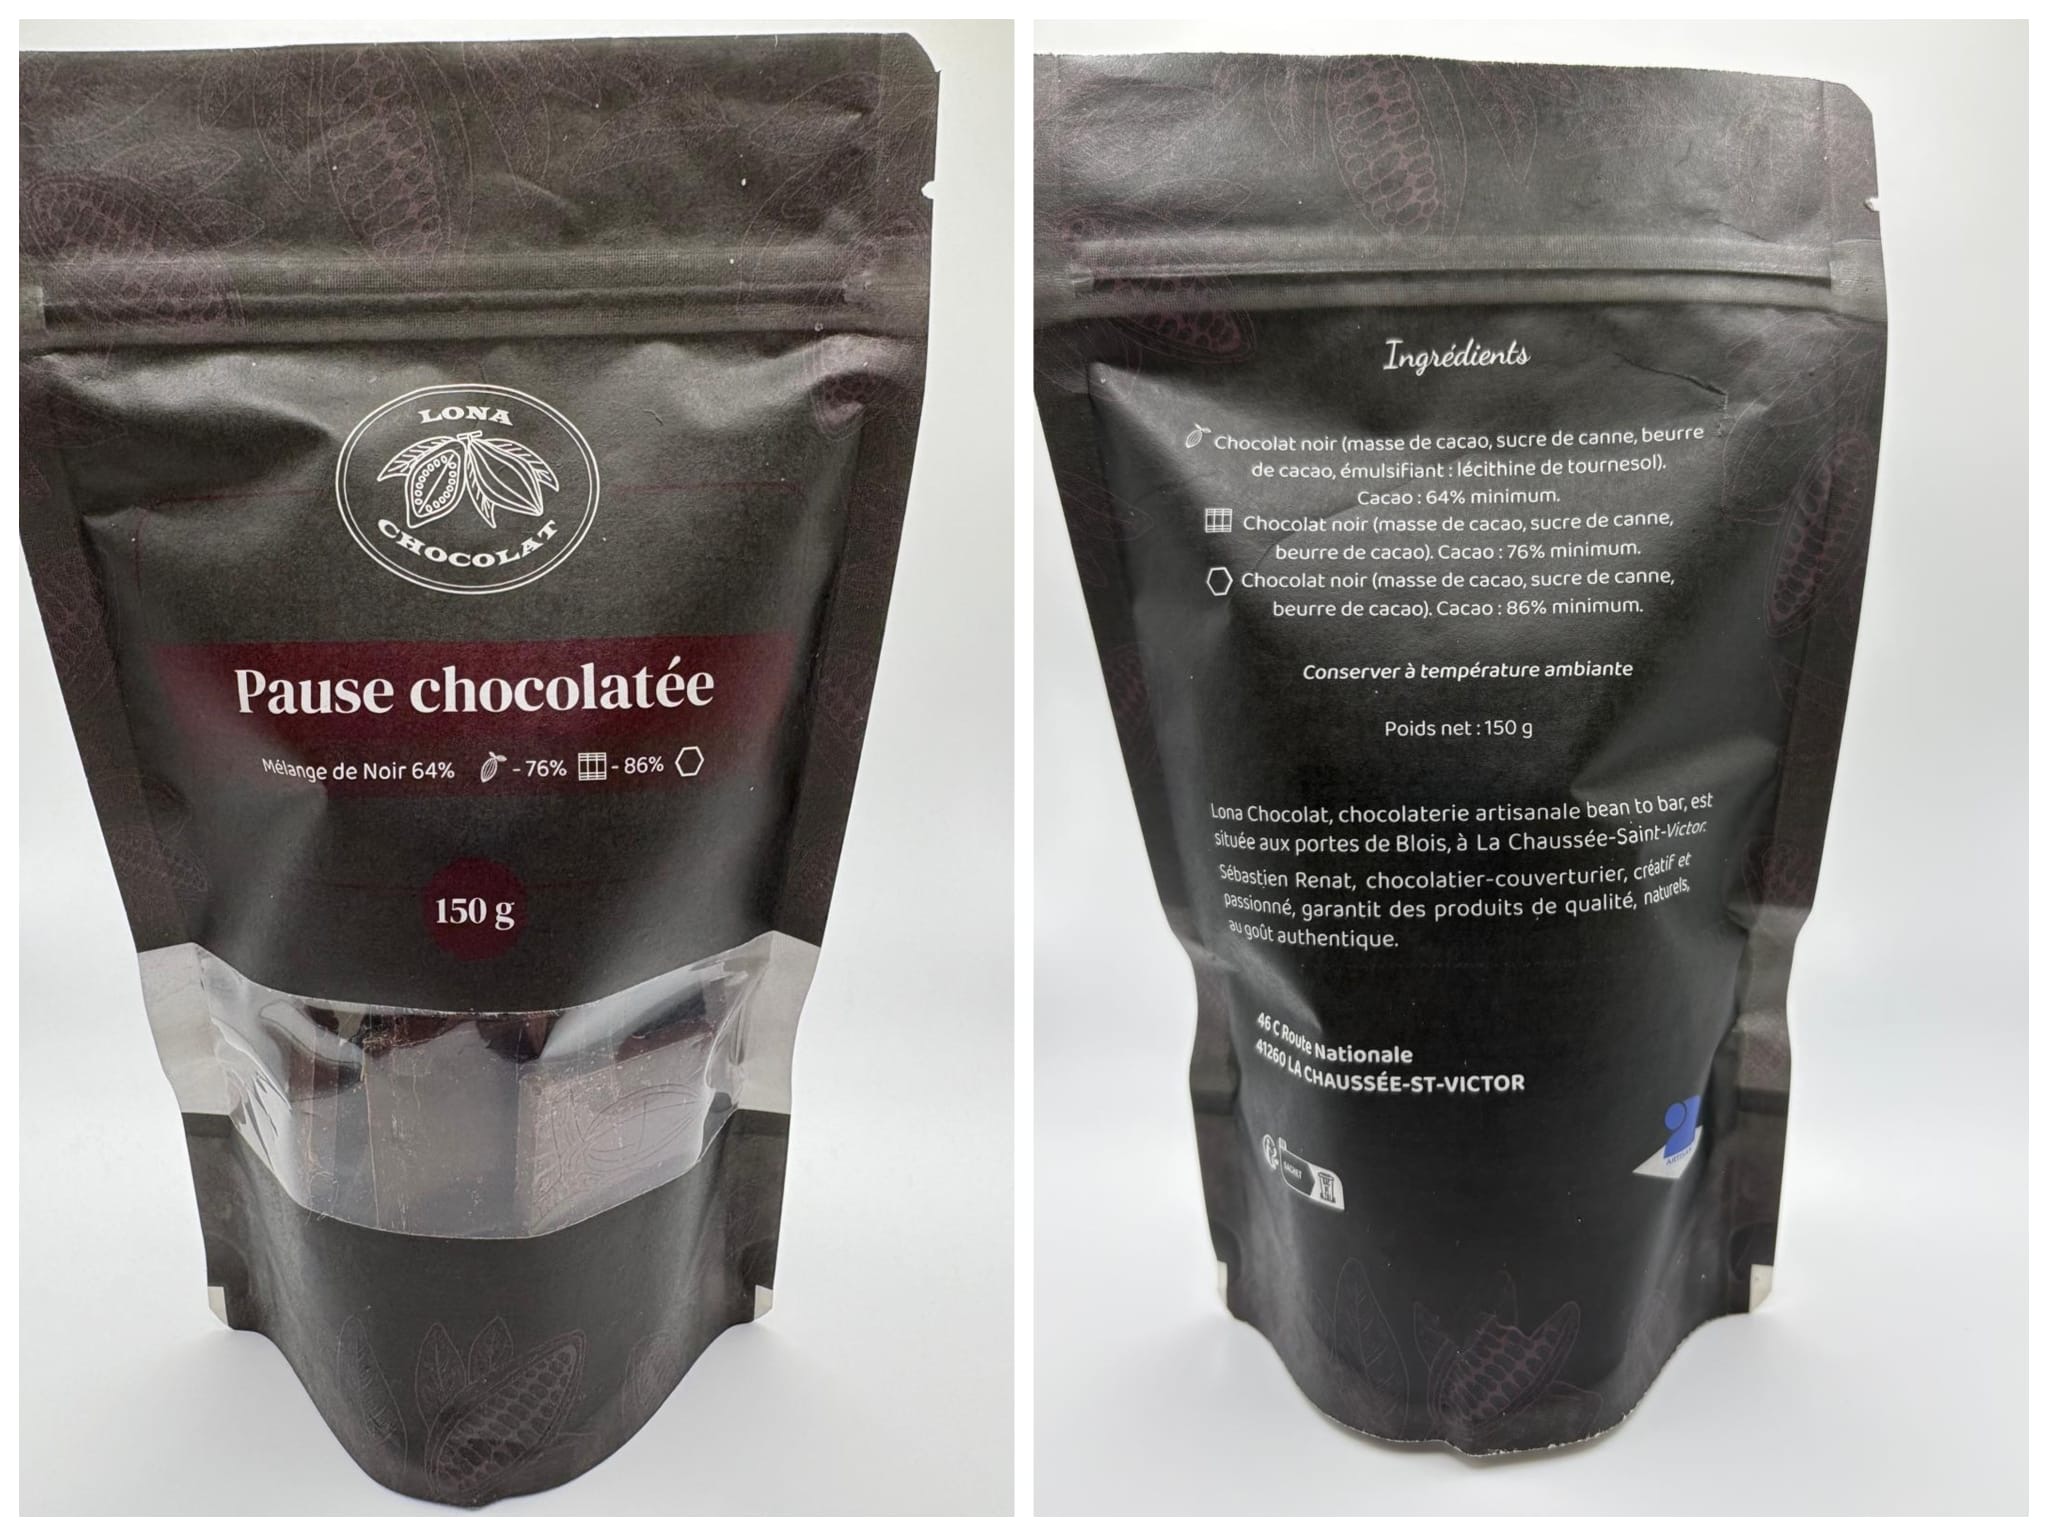 LONA
CHOCOLAT
Pause chocolatée
Mélange de Noir 64% - 76% - 86%
150 g
Ingrédients
Chocolat noir (masse de cacao, sucre de canne, beurre
de cacao, émulsifiant : lécithine de tournesol).
Cacao : 64% minimum.
Chocolat noir (masse de cacao, sucre de canne,
beurre de cacao). Cacao : 76% minimum.
Chocolat noir (masse de cacao, sucre de canne,
beurre de cacao). Cacao : 86% minimum.
Conserver à température ambiante
Poids net : 150 g
Lona Chocolat, chocolaterie artisanale bean to bar, est
située aux portes de Blois, à La Chaussée-Saint-Victor.
Sébastien Renat, chocolatier-couverturier, créatif et
passionné, garantit des produits de qualité, naturels,
au goût authentique.
46 C Route Nationale
41260 LA CHAUSSÉE-ST-VICTOR
SACHET